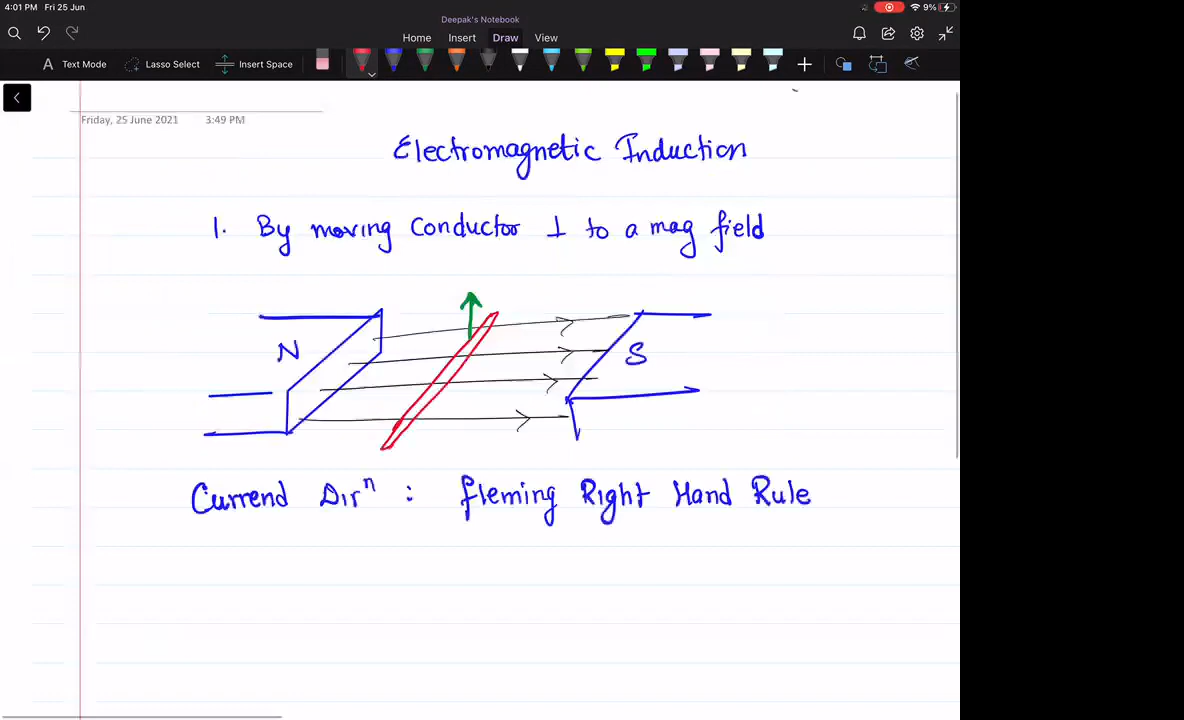 4:01 PM Fri 25 Jun
9%
Deepak's Notebook
Home Insert Draw View
A Text Mode Lasso Select Insert Space
Friday, 25 June 2021 3:49 PM
Electromagnetic Induction
1. By moving Conductor ⊥ to a mag field
N
S
Currend Dirⁿ : fleming Right Hand Rule